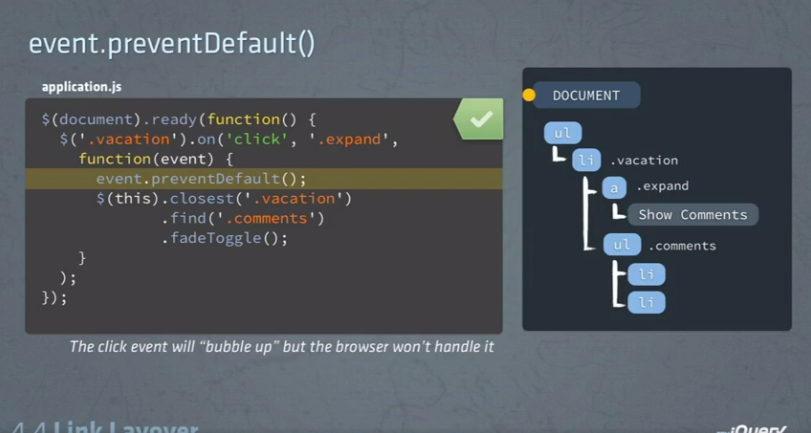 event.preventDefault()
application.js
$(document).ready(function() {
$('.vacation').on('click', '.expand',
function(event) {
event.preventDefault();
$(this).closest('.vacation')
.find('.comments')
.fadeToggle();
}
);
});
The click event will “bubble up” but the browser won’t handle it
DOCUMENT
ul
li .vacation
a .expand
Show Comments
ul .comments
li
li
4.4 Link Layover
jQuery